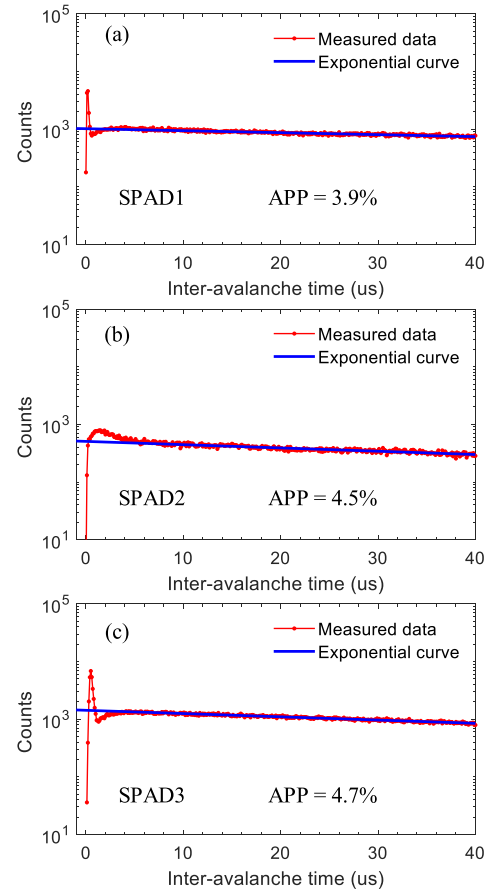 (a)
Measured data
Exponential curve
10^5
10^3
10^1
Counts
SPAD1 APP = 3.9%
0 10 20 30 40
Inter-avalanche time (us)
(b)
Measured data
Exponential curve
10^5
10^3
10^1
Counts
SPAD2 APP = 4.5%
0 10 20 30 40
Inter-avalanche time (us)
(c)
Measured data
Exponential curve
10^5
10^3
10^1
Counts
SPAD3 APP = 4.7%
0 10 20 30 40
Inter-avalanche time (us)